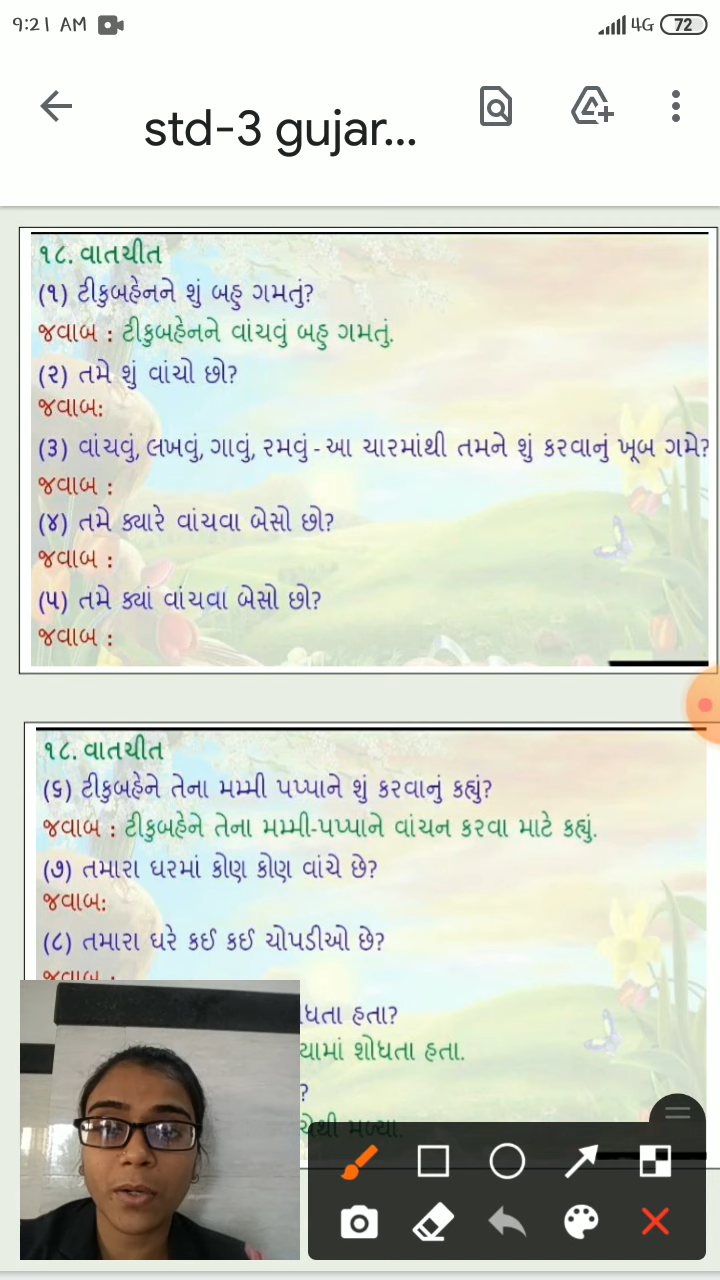 9:21 AM
4G 72
std-3 gujar...
૧૮. વાતચીત
(૧) ટીકુબહેનને શું બહુ ગમતું?
જવાબ : ટીકુબહેનને વાંચવું બહુ ગમતું.
(૨) તમે શું વાંચો છો?
જવાબ:
(૩) વાંચવું, લખવું, ગાવું, રમવું - આ ચારમાંથી તમને શું કરવાનું ખૂબ ગમે?
જવાબ :
(૪) તમે ક્યારે વાંચવા બેસો છો?
જવાબ :
(૫) તમે ક્યાં વાંચવા બેસો છો?
જવાબ :
૧૮. વાતચીત
(૬) ટીકુબહેને તેના મમ્મી પપ્પાને શું કરવાનું કહ્યું?
જવાબ : ટીકુબહેને તેના મમ્મી-પપ્પાને વાંચન કરવા માટે કહ્યું.
(૭) તમારા ઘરમાં કોણ કોણ વાંચે છે?
જવાબ:
(૮) તમારા ઘરે કઈ કઈ ચોપડીઓ છે?
જવાબ :
હતા?
શોધતા હતા.
?
મળ્યા.